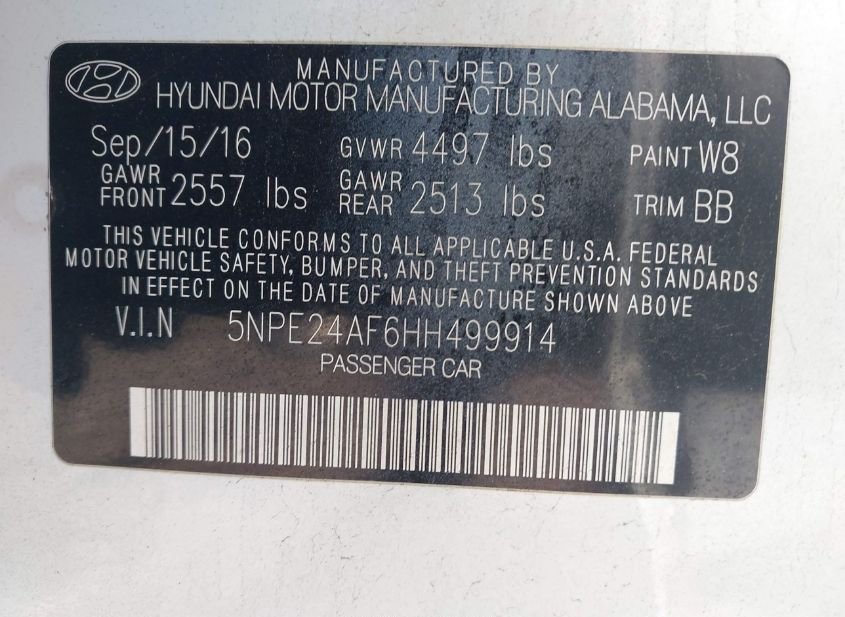 MANUFACTURED BY
HYUNDAI MOTOR MANUFACTURING ALABAMA, LLC
Sep/15/16 GVWR 4497 lbs PAINT W8
GAWR FRONT 2557 lbs GAWR REAR 2513 lbs TRIM BB
THIS VEHICLE CONFORMS TO ALL APPLICABLE U.S.A. FEDERAL
MOTOR VEHICLE SAFETY, BUMPER, AND THEFT PREVENTION STANDARDS
IN EFFECT ON THE DATE OF MANUFACTURE SHOWN ABOVE
V.I.N 5NPE24AF6HH499914
PASSENGER CAR